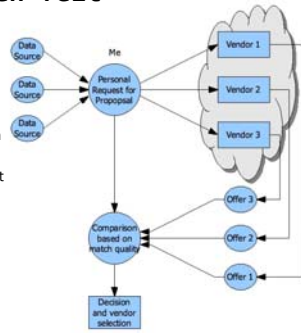 Me
Data
Source
Data
Source
Data
Source
Personal
Request for
Propopsal
Vendor 1
Vendor 2
Vendor 3
Offer 3
Offer 2
Offer 1
Comparison
based on
match quality
Decision
and vendor
selection